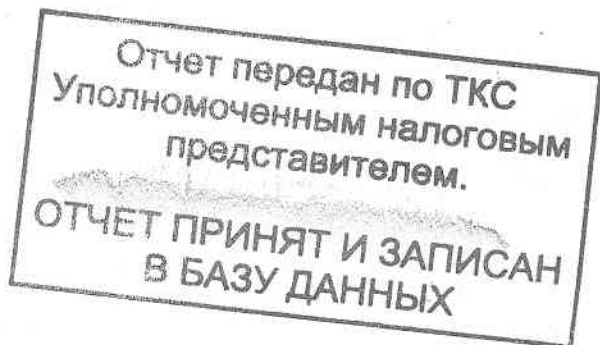 Отчет передан по ТКС
Уполномоченным налоговым
представителем.
ОТЧЕТ ПРИНЯТ И ЗАПИСАН
В БАЗУ ДАННЫХ